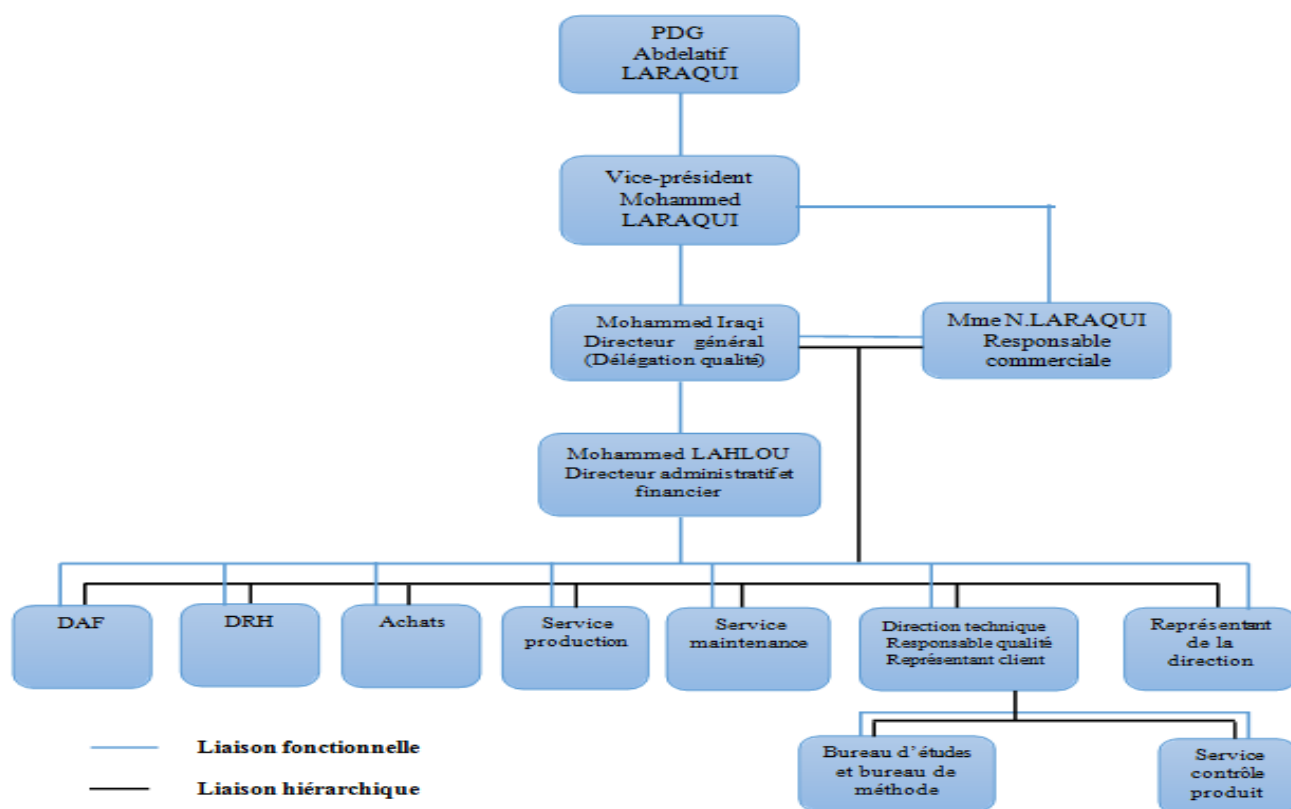 PDG
Abdelatif
LARAQUI
Vice-président
Mohammed
LARAQUI
Mohammed Iraqi
Directeur général
(Délégation qualité)
Mme N.LARAQUI
Responsable
commerciale
Mohammed LAHLOU
Directeur administratif et
financier
DAF
DRH
Achats
Service
production
Service
maintenance
Direction technique
Responsable qualité
Représentant client
Représentant
de la
direction
Liaison fonctionnelle
Liaison hiérarchique
Bureau d’études
et bureau de
méthode
Service
contrôle
produit